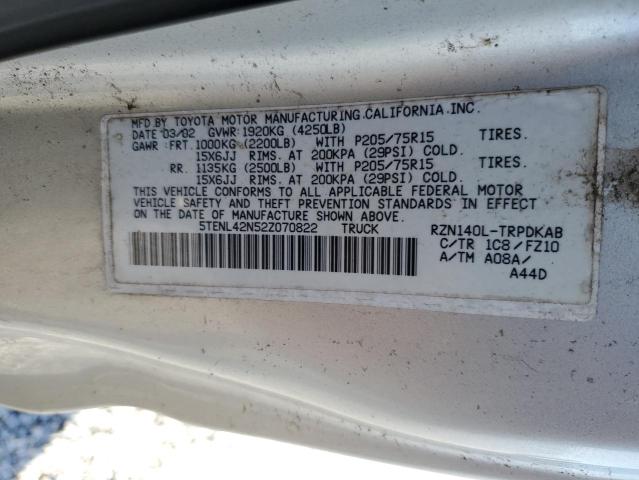 MFD BY TOYOTA MOTOR MANUFACTURING,CALIFORNIA,INC.
DATE 03/02 GVWR 1920KG (4250LB)
GAWR: FRT. 1000KG (2200LB) WITH P205/75R15 TIRES.
15X6JJ RIMS. AT 200KPA (29PSI) COLD.
RR. 1135KG (2500LB) WITH P205/75R15 TIRES.
15X6JJ RIMS. AT 200KPA (29PSI) COLD.
THIS VEHICLE CONFORMS TO ALL APPLICABLE FEDERAL MOTOR
VEHICLE SAFETY AND THEFT PREVENTION STANDARDS IN EFFECT
ON THE DATE OF MANUFACTURE SHOWN ABOVE.
5TENL42N52Z070822 TRUCK RZN140L-TRPDKAB
C/TR 1C8/FZ10
A/TM A08A/
A44D